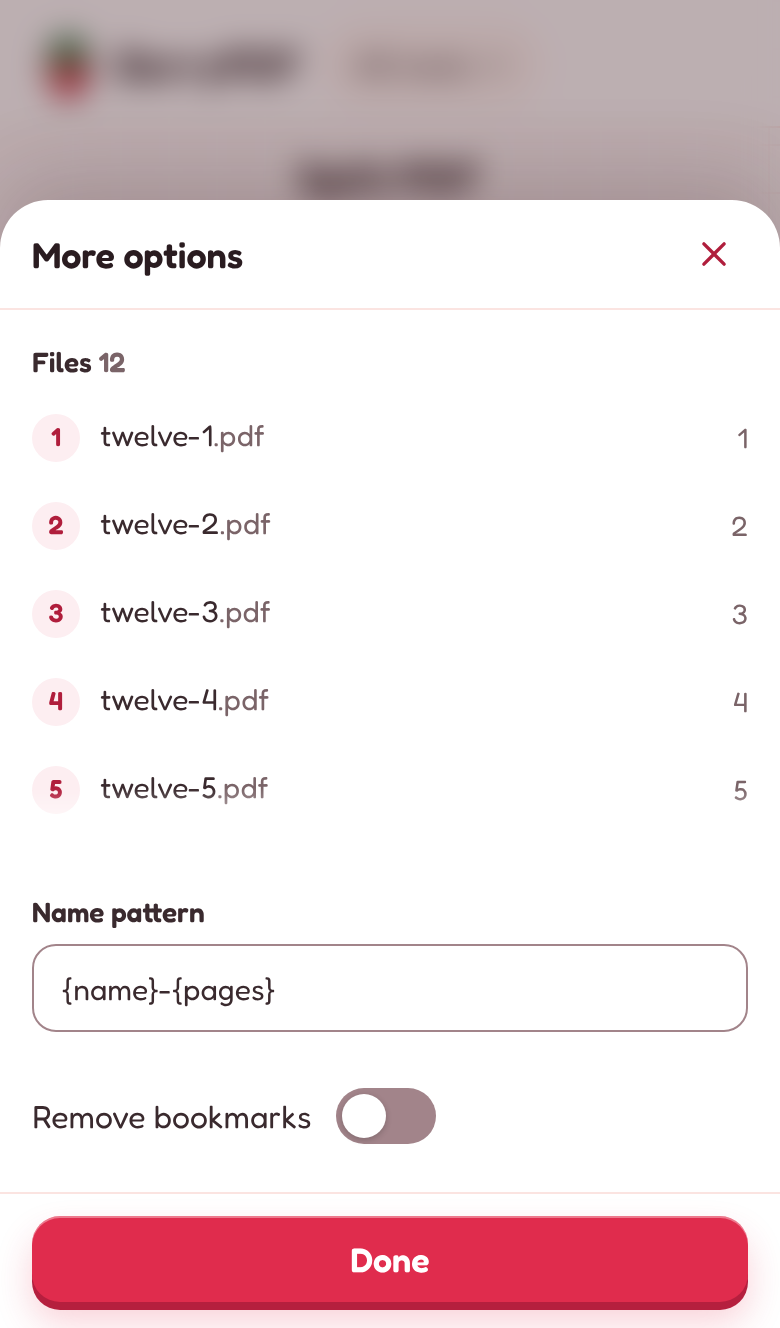 More options
Files 12
1 twelve-1.pdf 1
2 twelve-2.pdf 2
3 twelve-3.pdf 3
4 twelve-4.pdf 4
5 twelve-5.pdf 5
Name pattern
{name}-{pages}
Remove bookmarks
Done